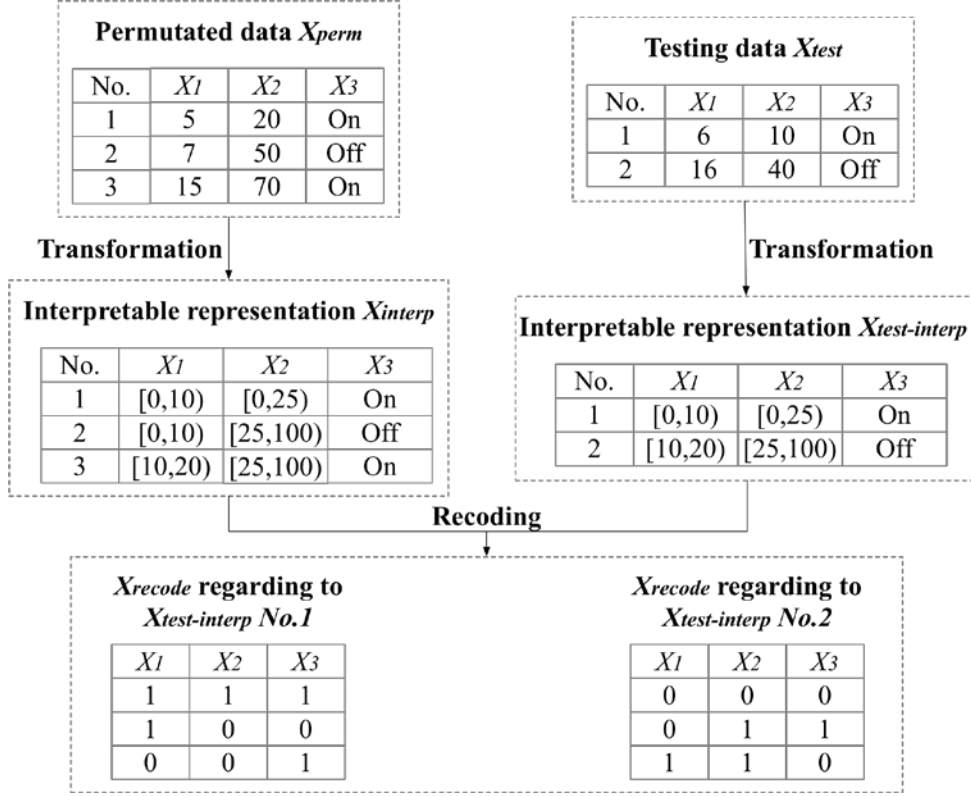 Permutated data Xperm
No. X1 X2 X3
1 5 20 On
2 7 50 Off
3 15 70 On
Testing data Xtest
No. X1 X2 X3
1 6 10 On
2 16 40 Off
Transformation
Transformation
Interpretable representation Xinterp
No. X1 X2 X3
1 [0,10) [0,25) On
2 [0,10) [25,100) Off
3 [10,20) [25,100) On
Interpretable representation Xtest-interp
No. X1 X2 X3
1 [0,10) [0,25) On
2 [10,20) [25,100) Off
Recoding
Xrecode regarding to
Xtest-interp No.1
X1 X2 X3
1 1 1
1 0 0
0 0 1
Xrecode regarding to
Xtest-interp No.2
X1 X2 X3
0 0 0
0 1 1
1 1 0